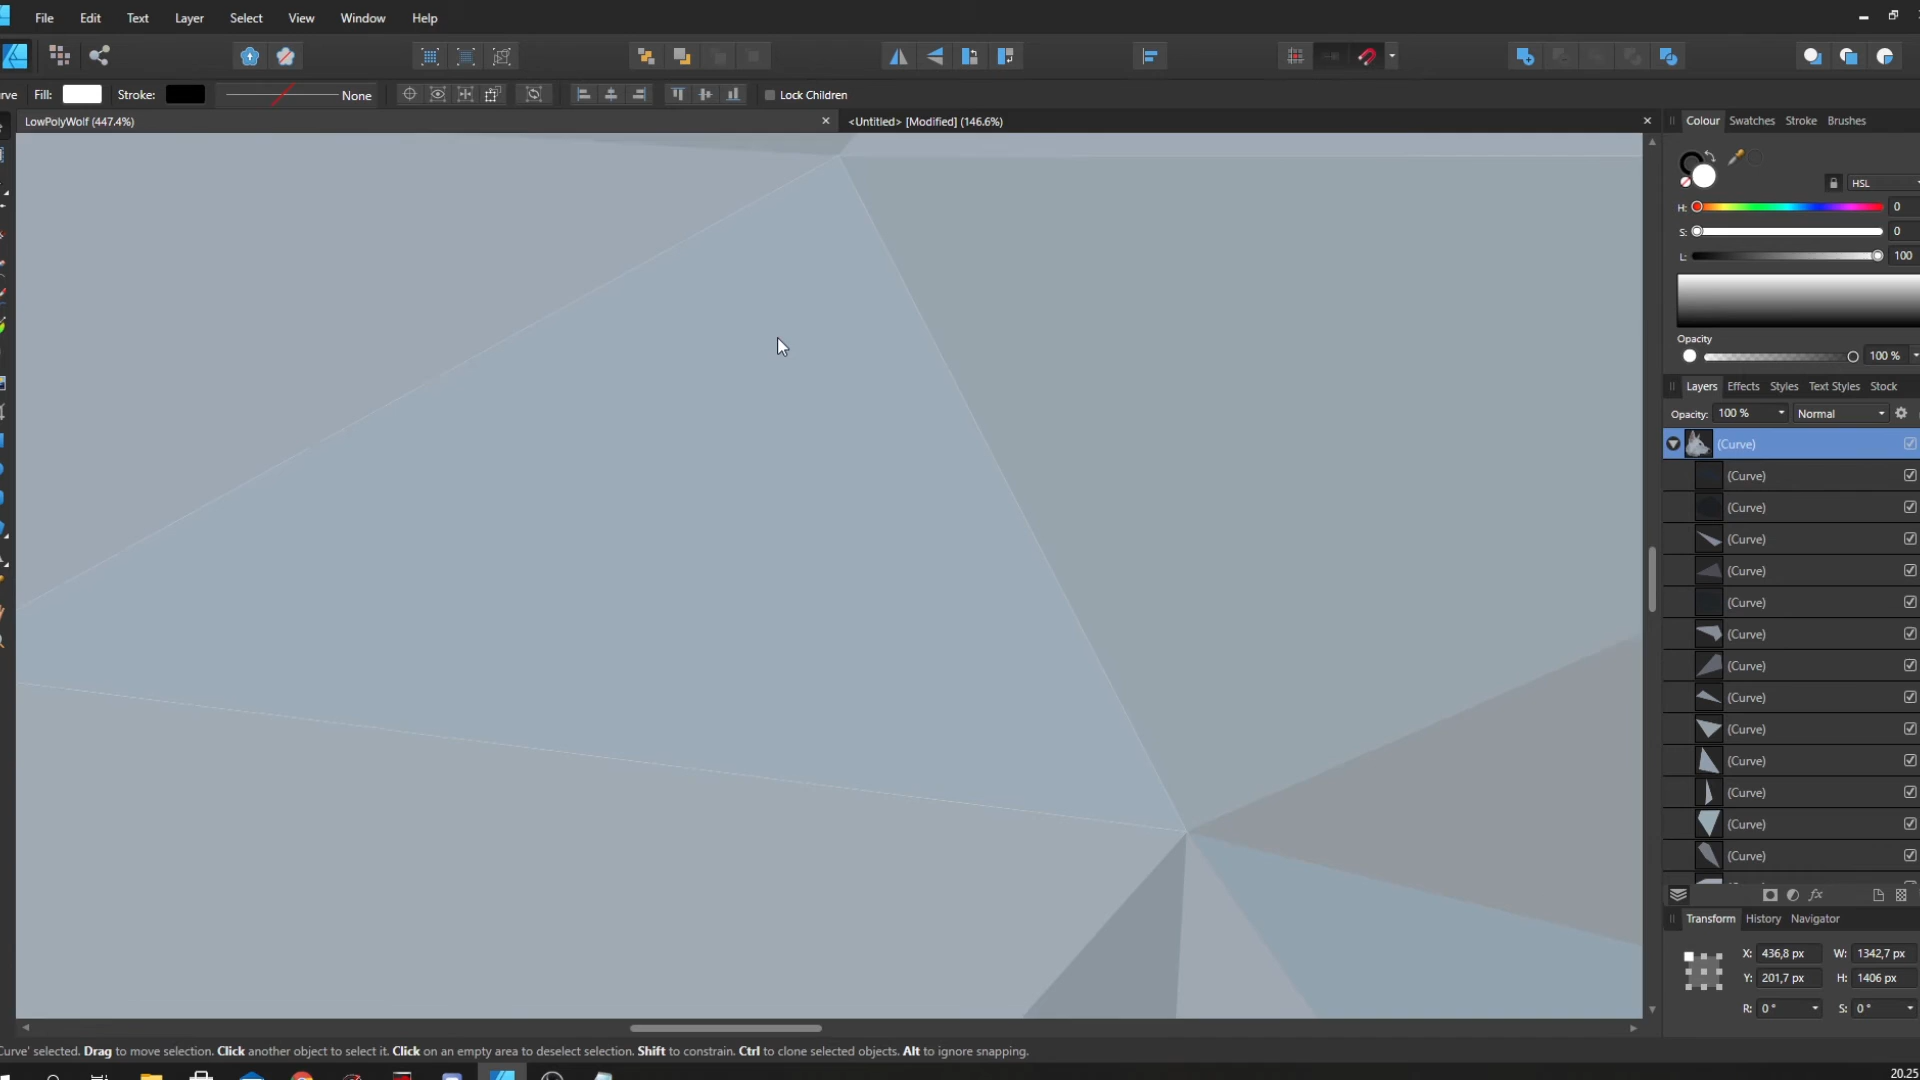 File Edit Text Layer Select View Window Help
rve Fill: Stroke: None Lock Children
LowPolyWolf (447.4%) <Untitled> [Modified] (146.6%)
Colour Swatches Stroke Brushes
HSL
H: 0
S: 0
L: 100
Opacity
100 %
Layers Effects Styles Text Styles Stock
Opacity: 100 % Normal
(Curve)
(Curve)
(Curve)
(Curve)
(Curve)
(Curve)
(Curve)
(Curve)
(Curve)
(Curve)
(Curve)
(Curve)
(Curve)
(Curve)
Transform History Navigator
X: 436,8 px W: 1342,7 px
Y: 201,7 px H: 1406 px
R: 0 ° S: 0 °
Curve' selected. Drag to move selection. Click another object to select it. Click on an empty area to deselect selection. Shift to constrain. Ctrl to clone selected objects. Alt to ignore snapping.
20.25